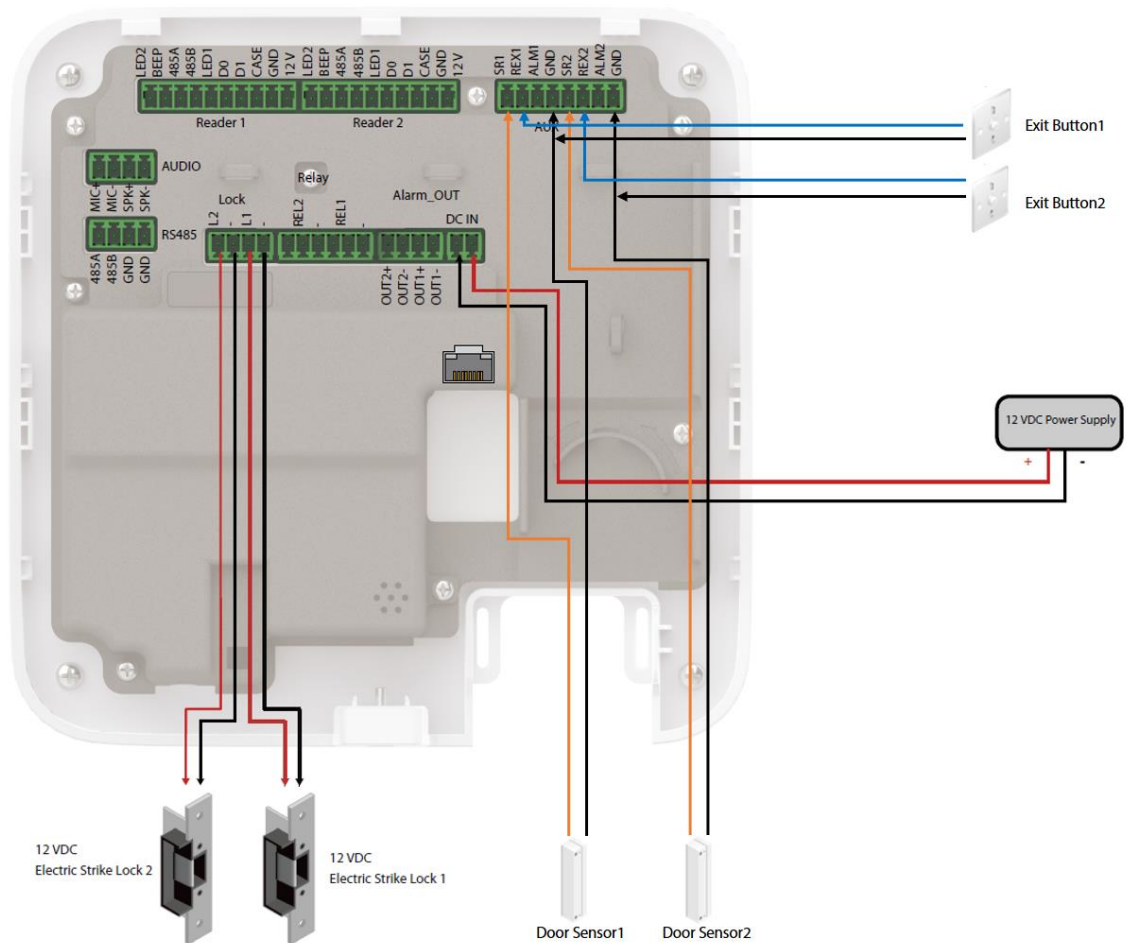 LED2
BEEP
485A
485B
LED1
D0
D1
CASE
GND
12 V
LED2
BEEP
485A
485B
LED1
D0
D1
CASE
GND
12 V
SR1
REX1
ALM1
GND
SR2
REX2
ALM2
GND
Reader 1
Reader 2
AUX
Exit Button1
Exit Button2
AUDIO
MIC+
MIC-
SPK+
SPK-
Relay
Lock
Alarm_OUT
L2
-
L1
-
REL2
-
REL1
-
DC IN
RS485
485A
485B
GND
GND
OUT2+
OUT2-
OUT1+
OUT1-
12 VDC Power Supply
+
-
12 VDC
Electric Strike Lock 2
12 VDC
Electric Strike Lock 1
Door Sensor1
Door Sensor2